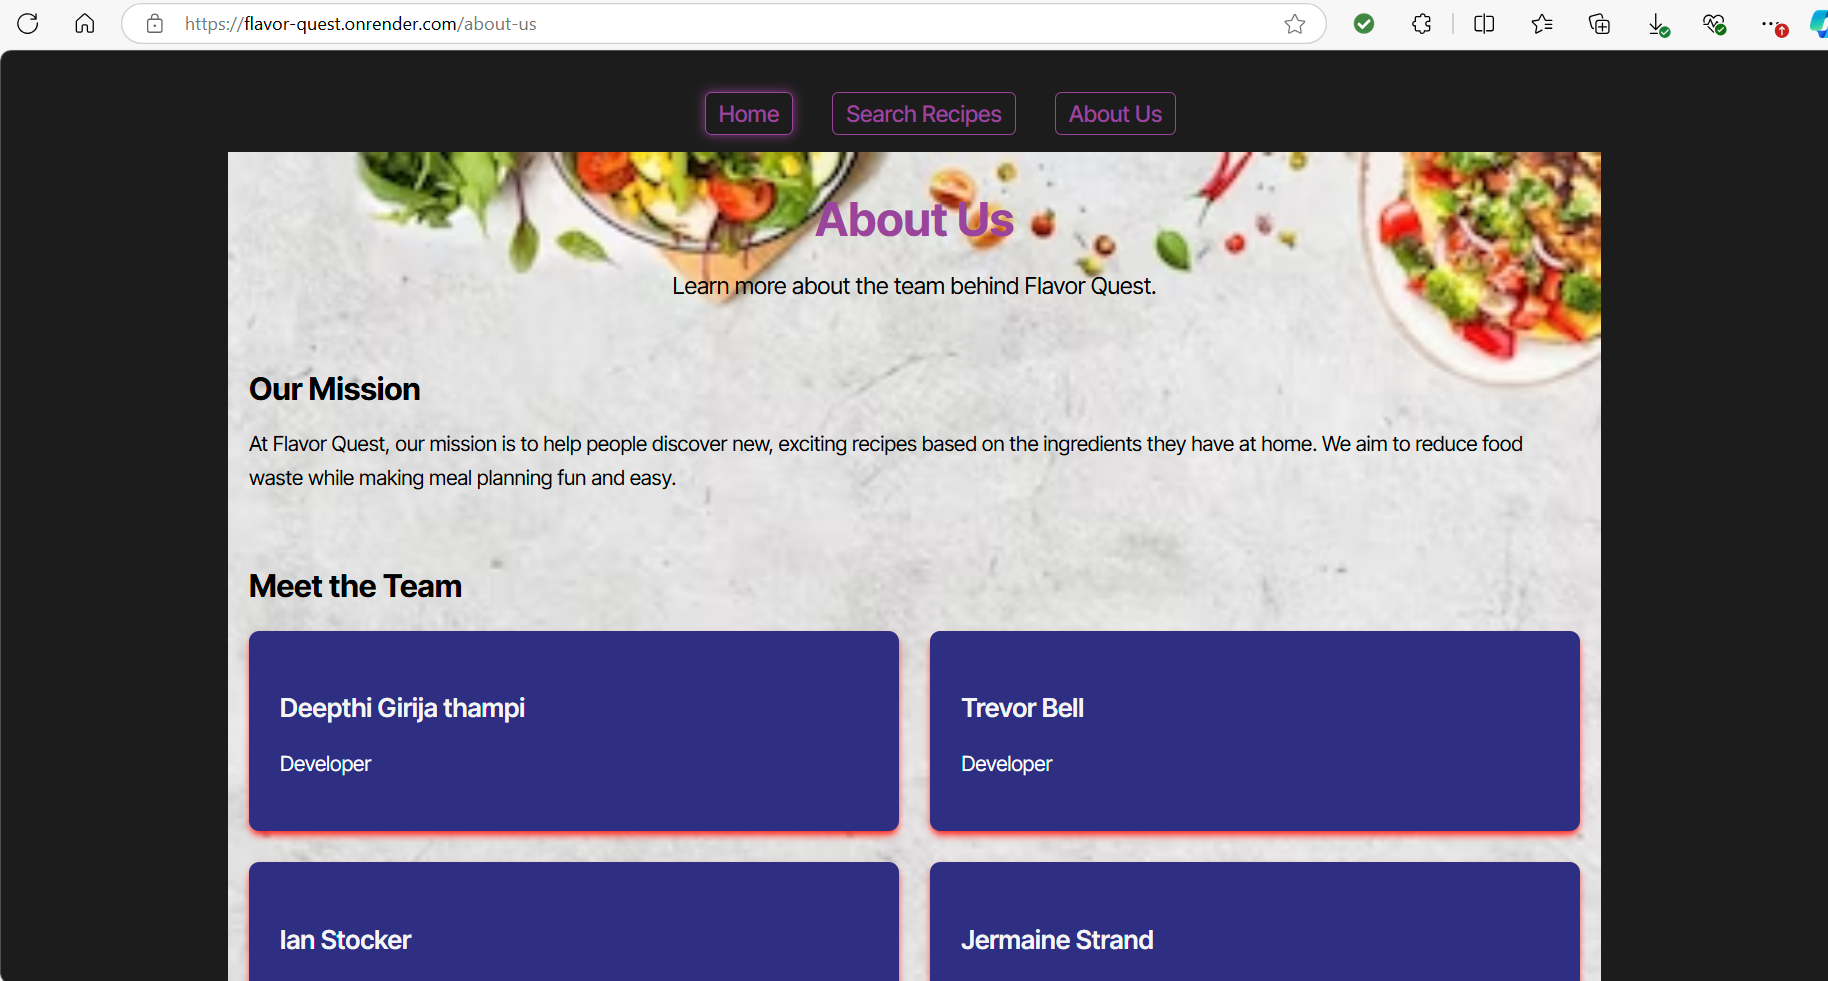 https://flavor-quest.onrender.com/about-us
Home
Search Recipes
About Us
About Us
Learn more about the team behind Flavor Quest.
Our Mission
At Flavor Quest, our mission is to help people discover new, exciting recipes based on the ingredients they have at home. We aim to reduce food
waste while making meal planning fun and easy.
Meet the Team
Deepthi Girija thampi
Developer
Trevor Bell
Developer
Ian Stocker
Jermaine Strand